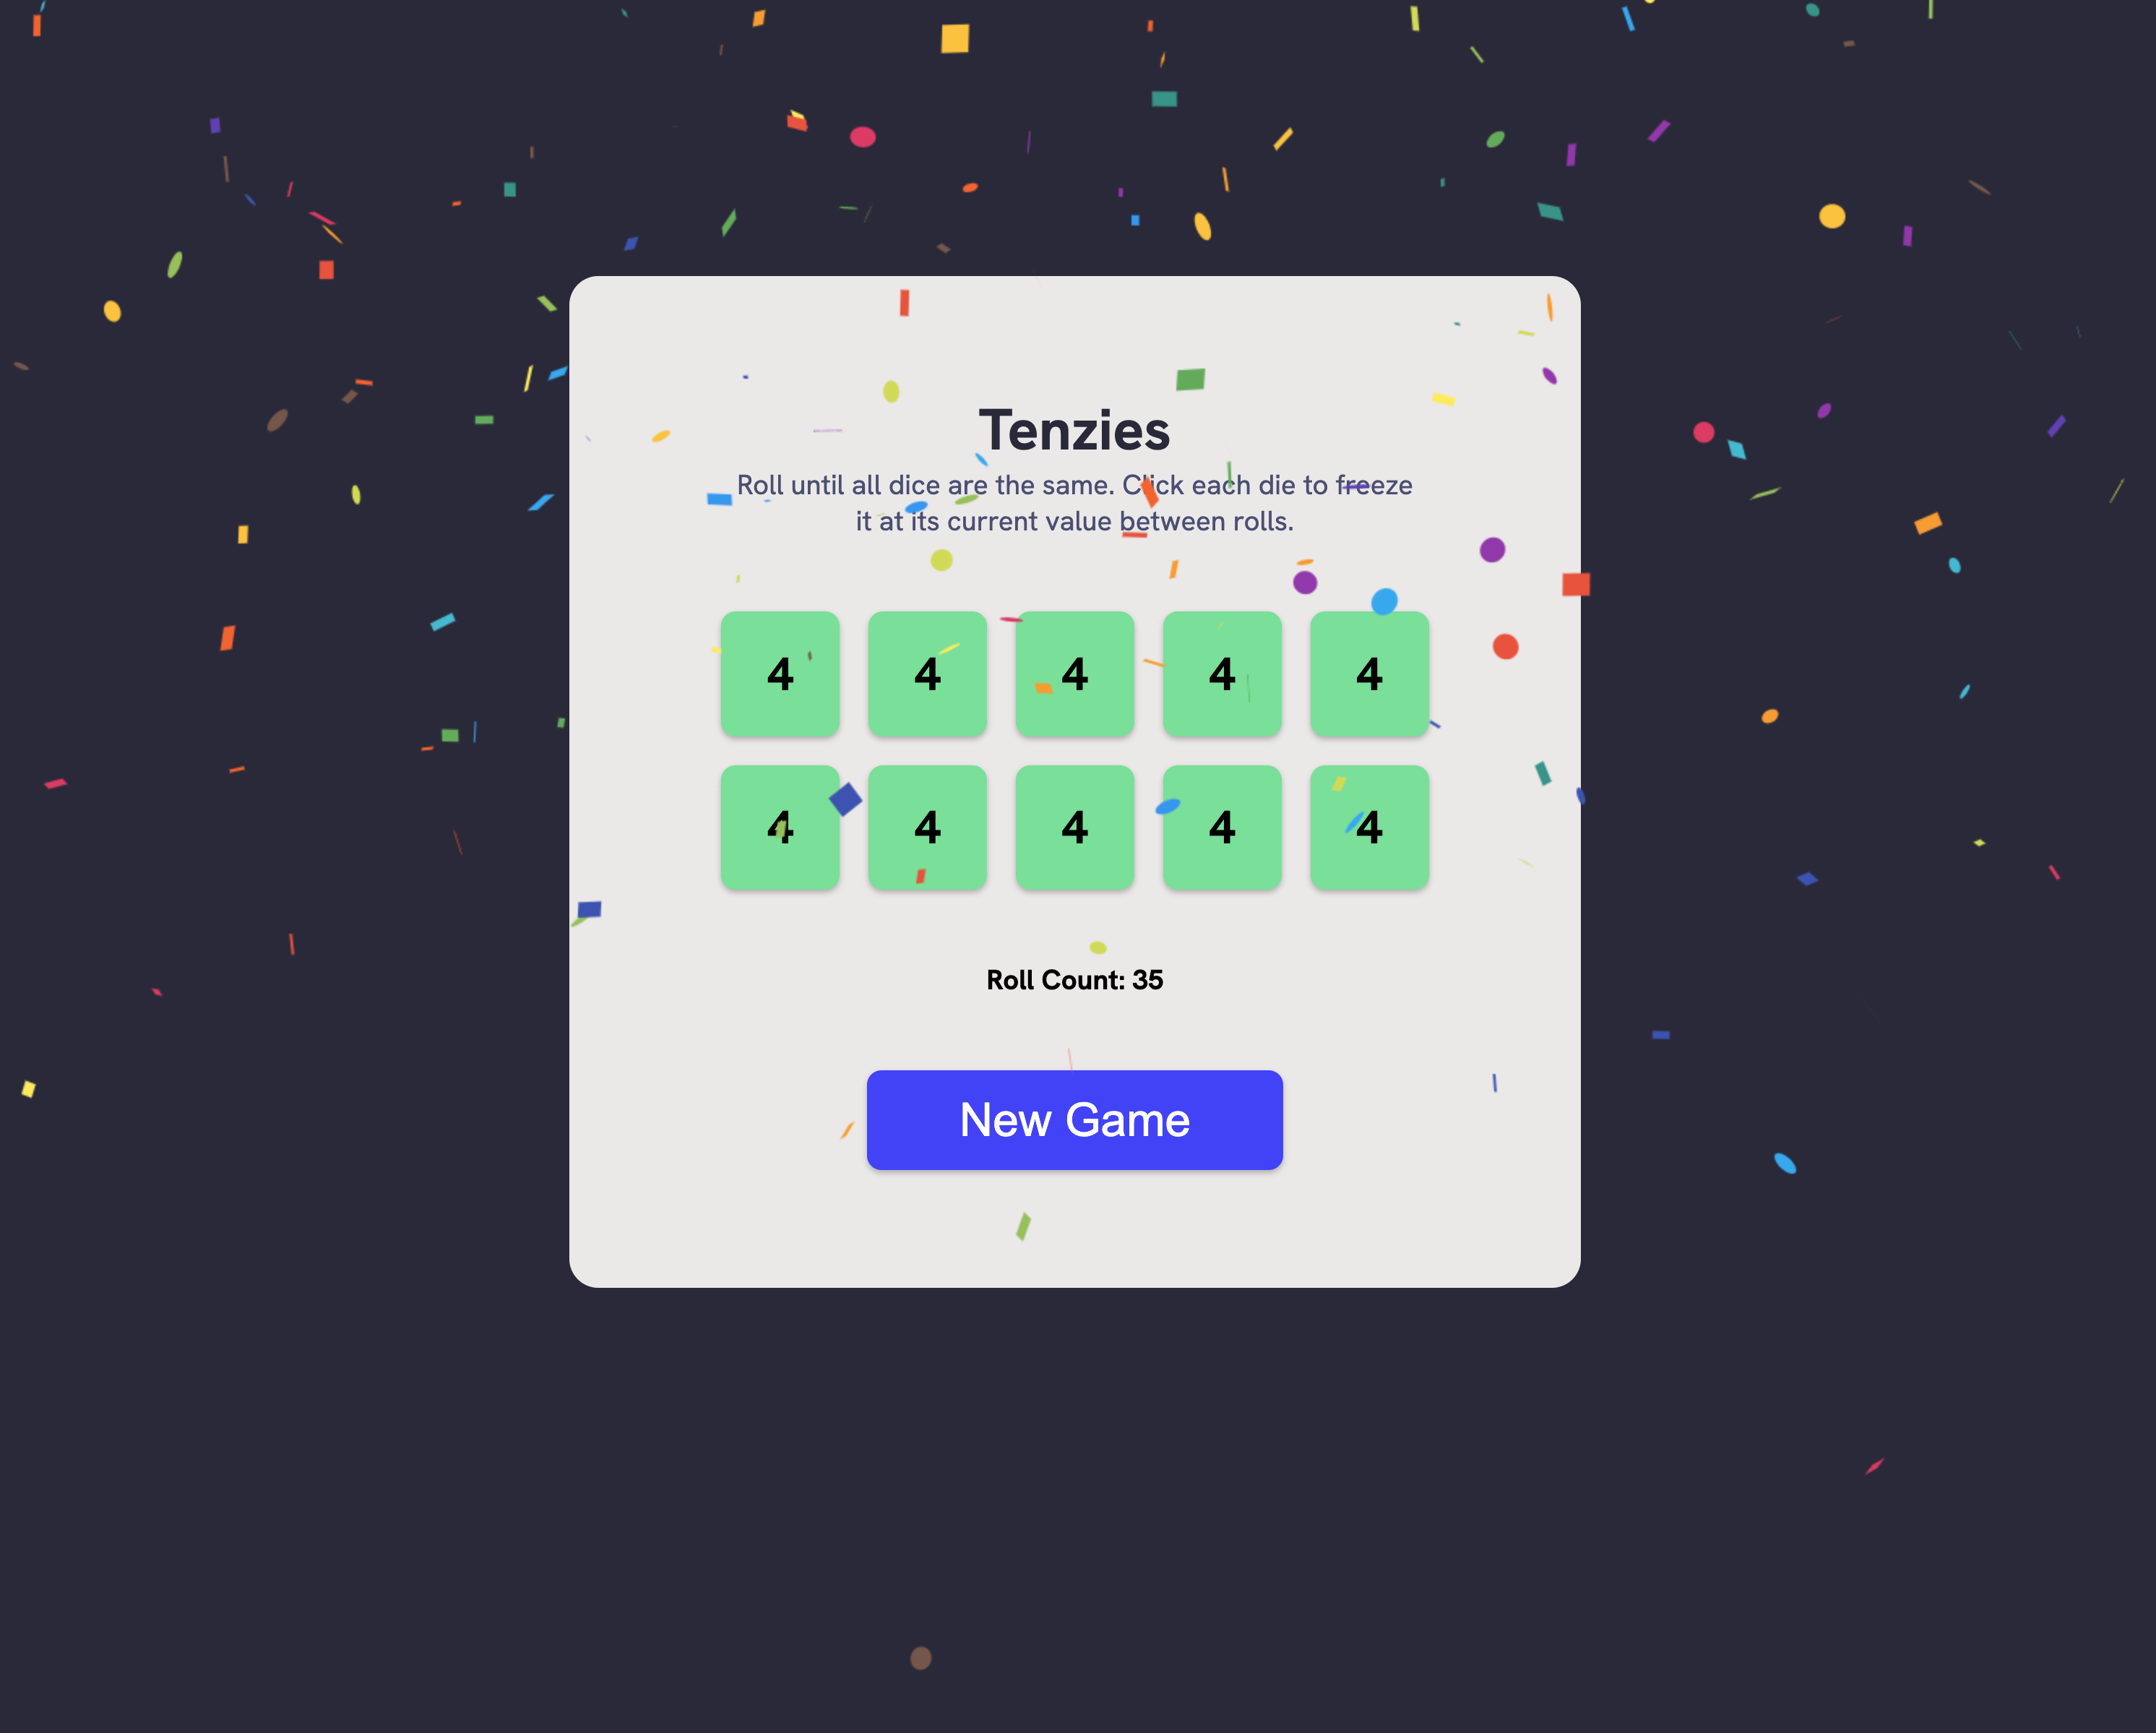 Tenzies
Roll until all dice are the same. Click each die to freeze
it at its current value between rolls.
4 4 4 4 4
4 4 4 4 4
Roll Count: 35
New Game